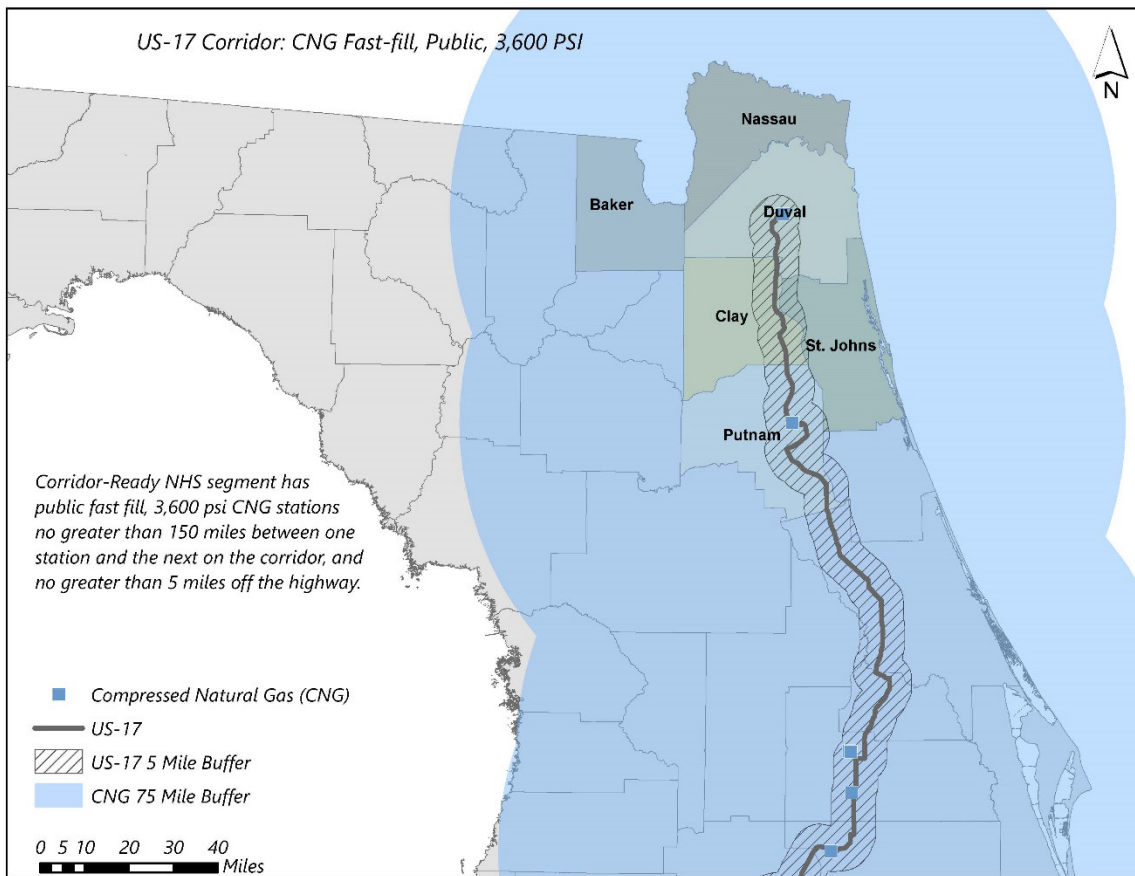 US-17 Corridor: CNG Fast-fill, Public, 3,600 PSI
N
Nassau
Baker
Duval
Clay
St. Johns
Putnam
Corridor-Ready NHS segment has
public fast fill, 3,600 psi CNG stations
no greater than 150 miles between one
station and the next on the corridor, and
no greater than 5 miles off the highway.
Compressed Natural Gas (CNG)
US-17
US-17 5 Mile Buffer
CNG 75 Mile Buffer
0 5 10 20 30 40
Miles